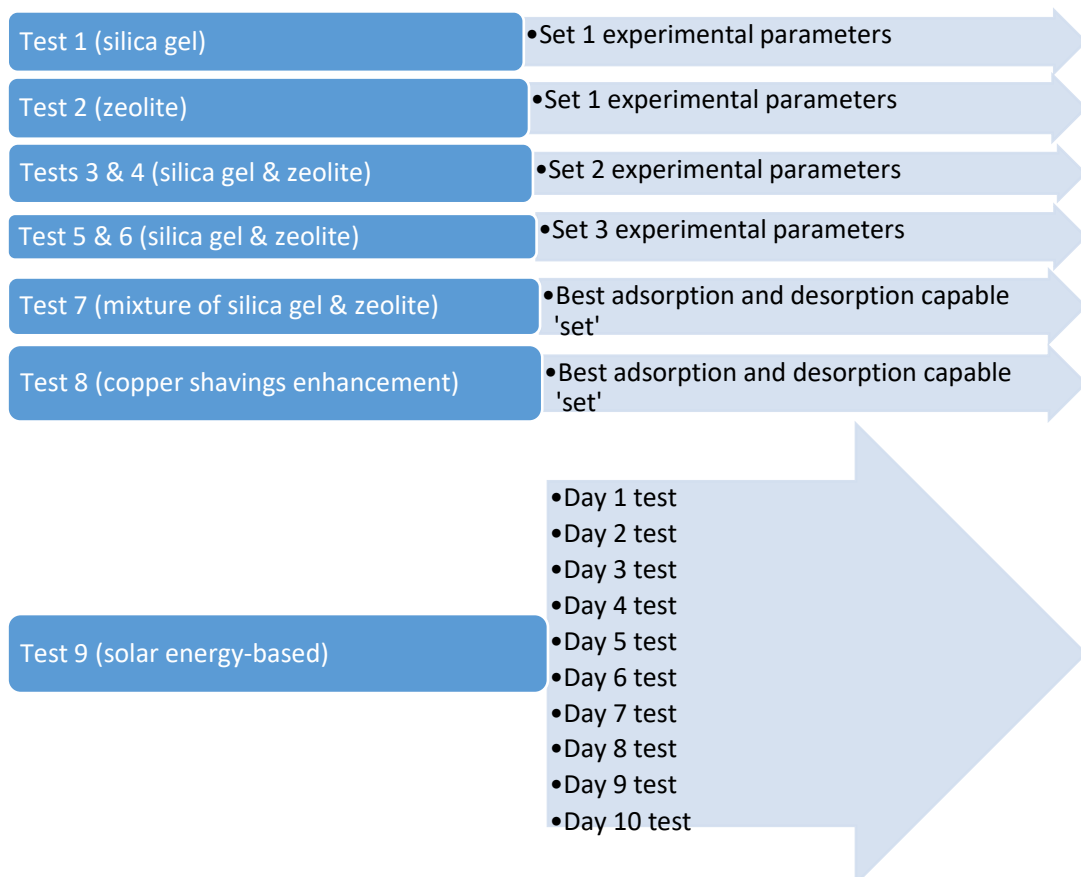 Test 1 (silica gel)
•Set 1 experimental parameters
Test 2 (zeolite)
•Set 1 experimental parameters
Tests 3 & 4 (silica gel & zeolite)
•Set 2 experimental parameters
Test 5 & 6 (silica gel & zeolite)
•Set 3 experimental parameters
Test 7 (mixture of silica gel & zeolite)
•Best adsorption and desorption capable
'set'
Test 8 (copper shavings enhancement)
•Best adsorption and desorption capable
'set'
Test 9 (solar energy-based)
•Day 1 test
•Day 2 test
•Day 3 test
•Day 4 test
•Day 5 test
•Day 6 test
•Day 7 test
•Day 8 test
•Day 9 test
•Day 10 test